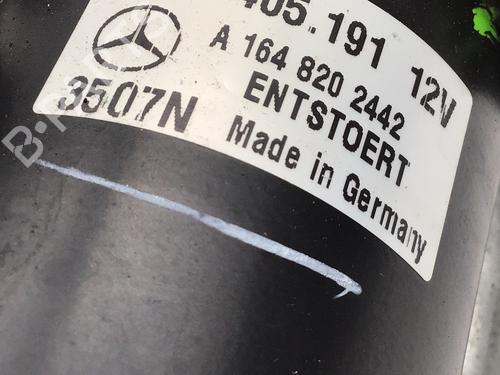 405.191 12V
A 164 820 2442
3507N ENTSTOERT
Made in Germany